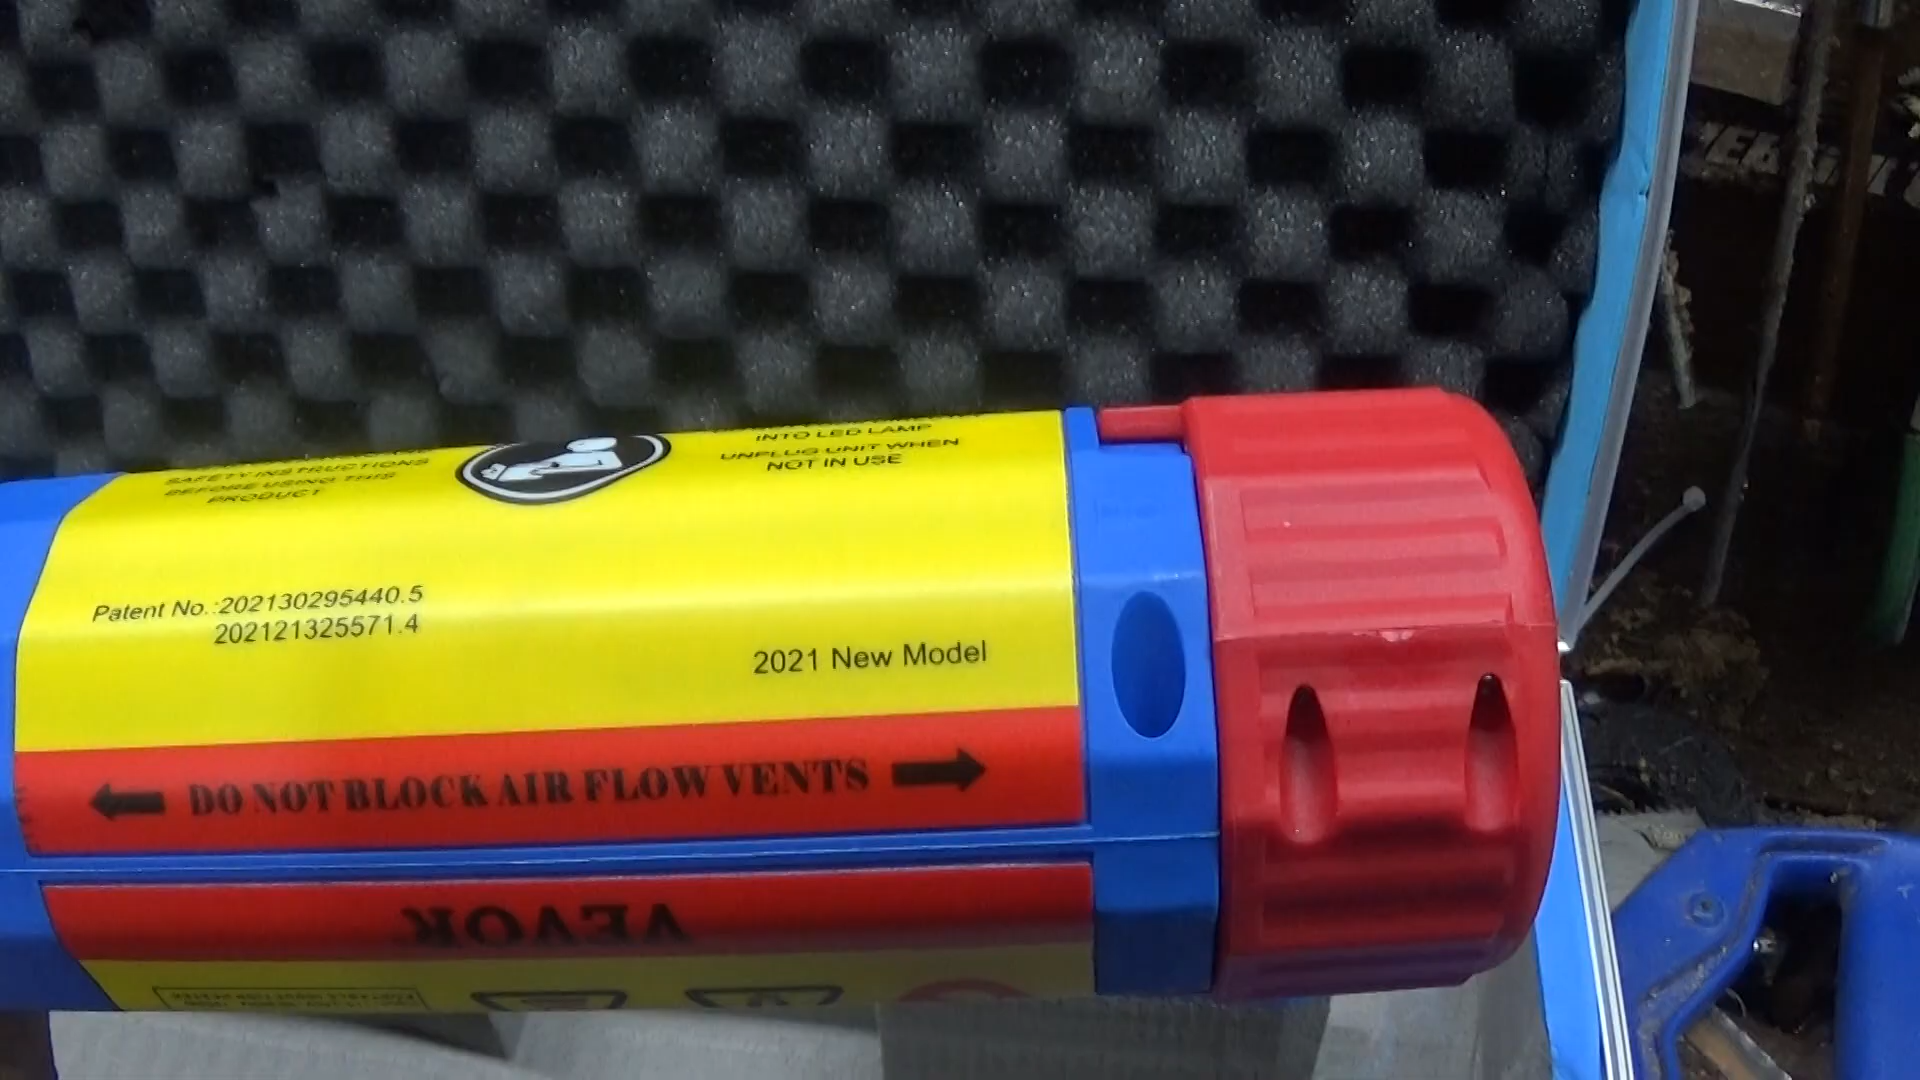 SAFETY INSTRUCTIONS
BEFORE USING THIS
PRODUCT
INTO LED LAMP
UNPLUG UNIT WHEN
NOT IN USE
Patent No.:202130295440.5
202121325571.4
2021 New Model
DO NOT BLOCK AIR FLOW VENTS
VEVOR